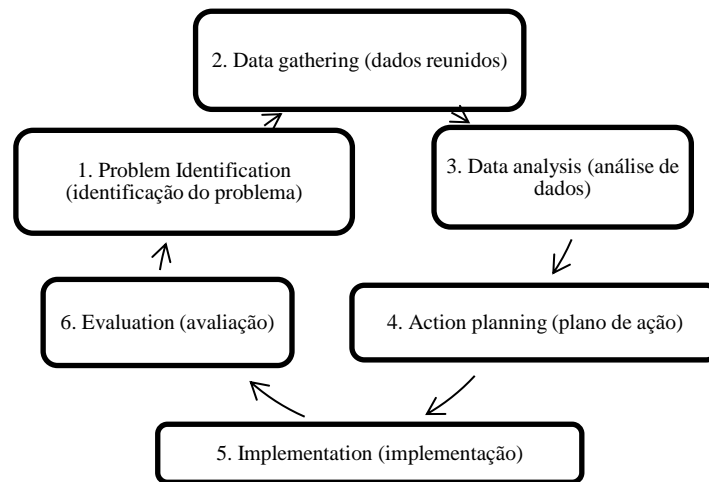 2. Data gathering (dados reunidos)
1. Problem Identification
(identificação do problema)
3. Data analysis (análise de
dados)
6. Evaluation (avaliação)
4. Action planning (plano de ação)
5. Implementation (implementação)